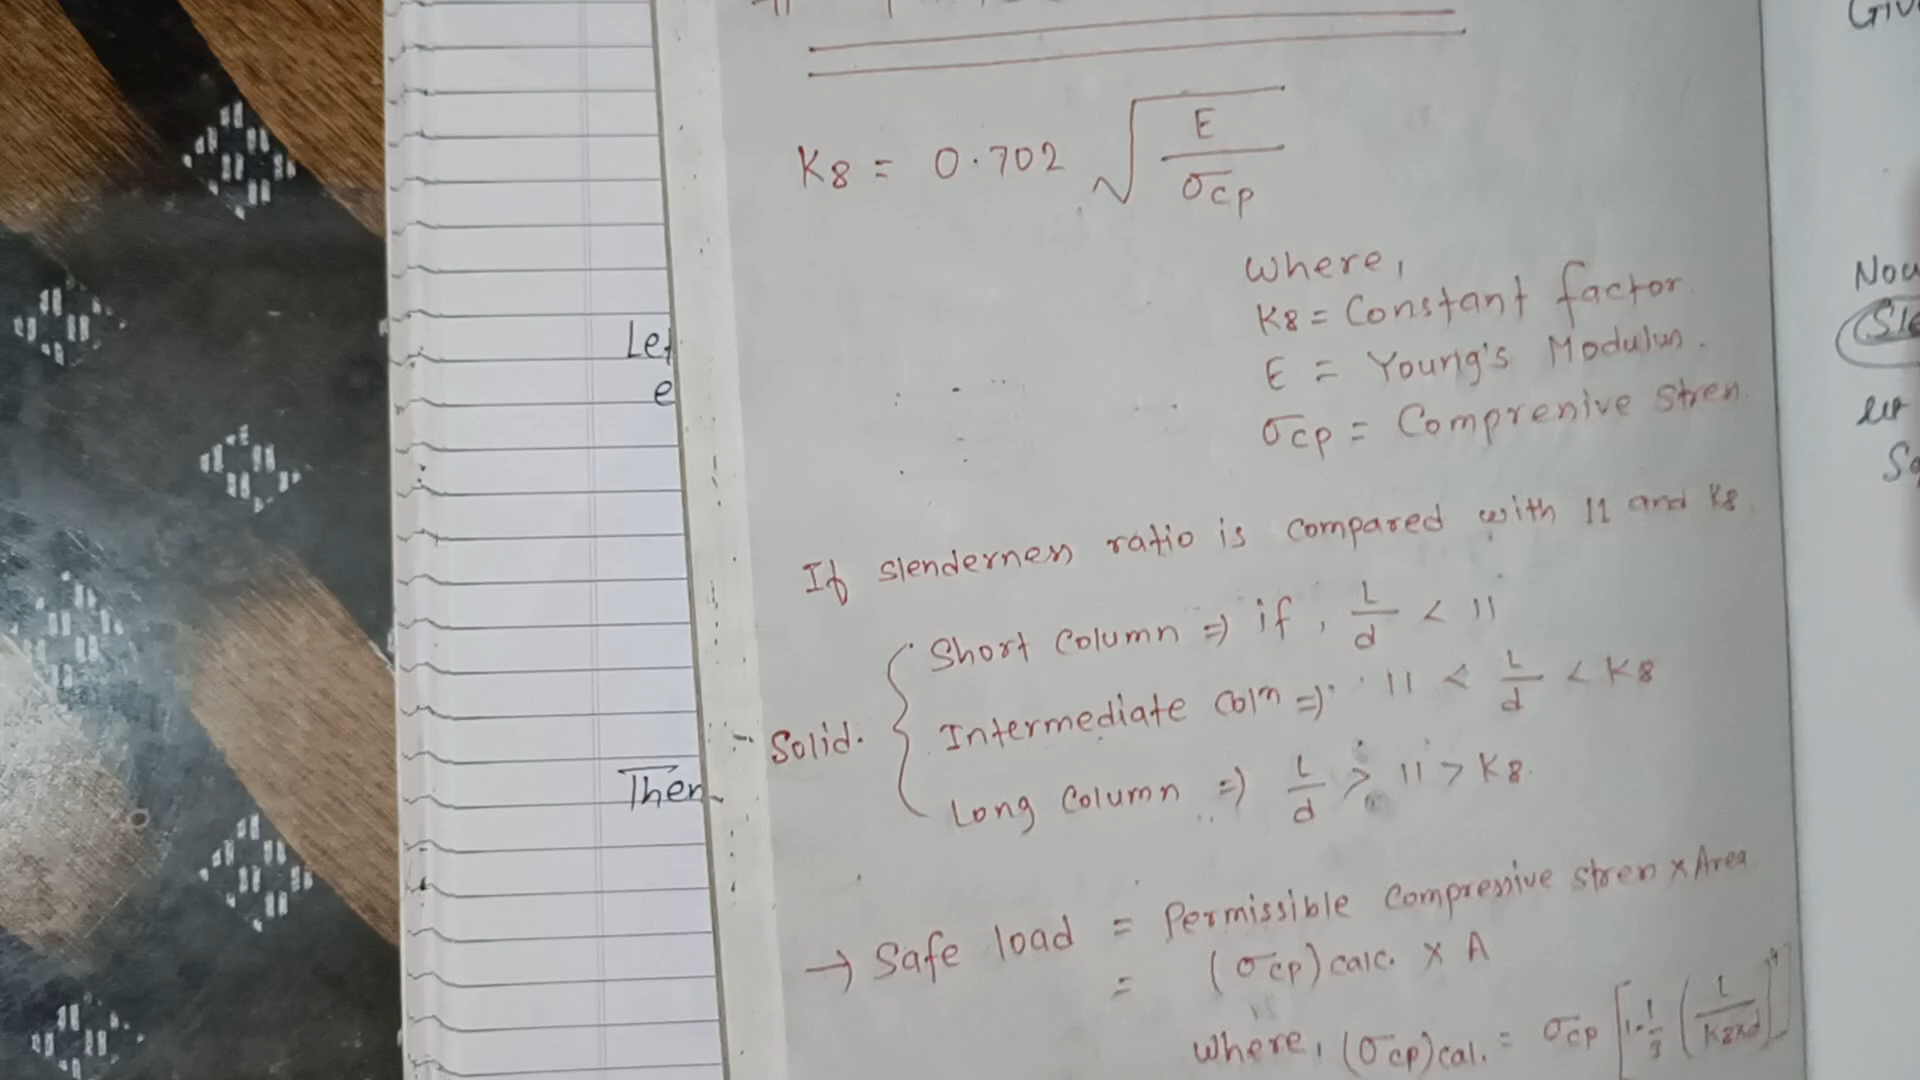 K8 = 0.702 √(E / σcp)
where,
K8 = Constant factor
E = Young's Modulus.
σcp = Compressive Stress
Let
e
If slenderness ratio is compared with 11 and K8
Solid.
Short Column ⇒ if, L/d < 11
Intermediate Colm ⇒ 11 < L/d < K8
Long Column ⇒ L/d > 11 > K8.
Then
→ Safe load = Permissible Compressive stress x Area
= (σcp)calc. x A
where, (σcp)cal. = σcp [1 - 1/3 (L / K8xd)⁴]
Giv
Now
Sle